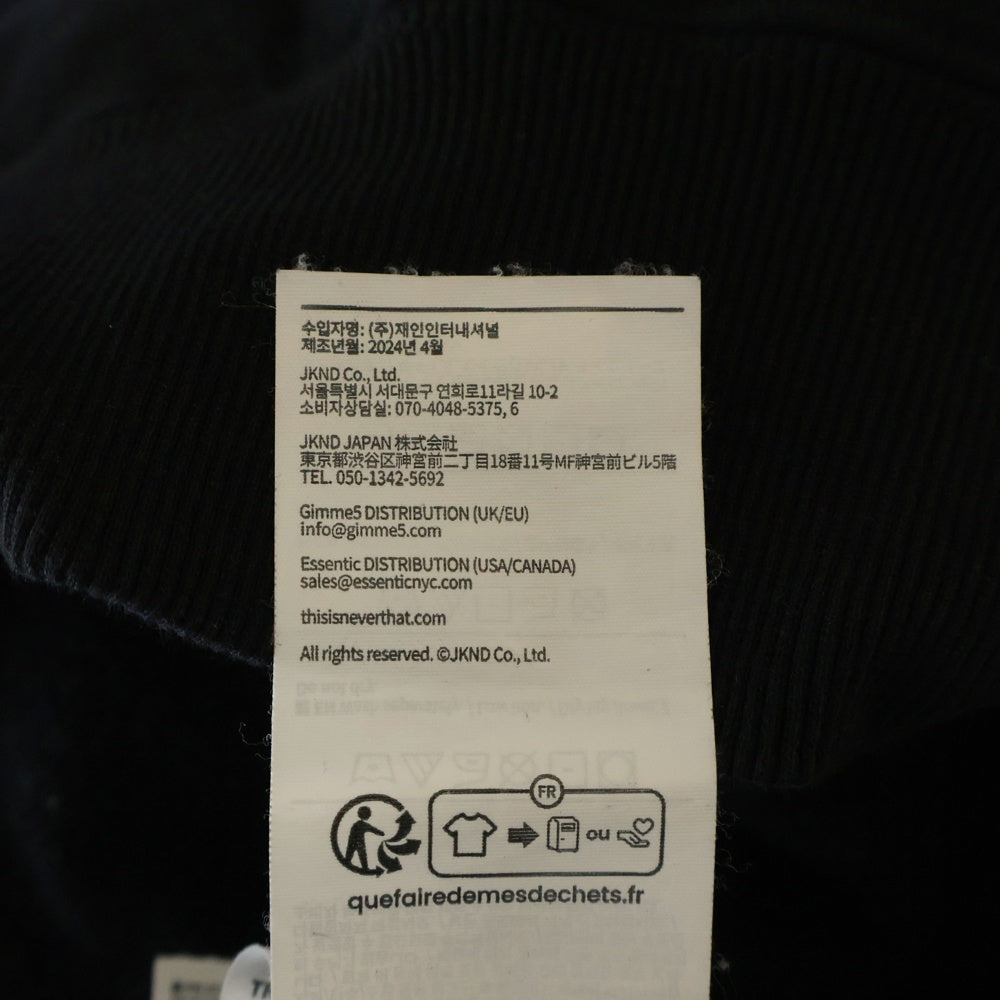 수입자명: (주)재인인터내셔널
제조년월: 2024년 4월
JKND Co., Ltd.
서울특별시 서대문구 연희로11라길 10-2
소비자상담실: 070-4048-5375, 6
JKND JAPAN 株式会社
東京都渋谷区神宮前二丁目18番11号MF神宮前ビル5階
TEL. 050-1342-5692
Gimme5 DISTRIBUTION (UK/EU)
info@gimme5.com
Essentic DISTRIBUTION (USA/CANADA)
sales@essenticnyc.com
thisisneverthat.com
All rights reserved. ©JKND Co., Ltd.
FR
ou
quefairedemesdechets.fr